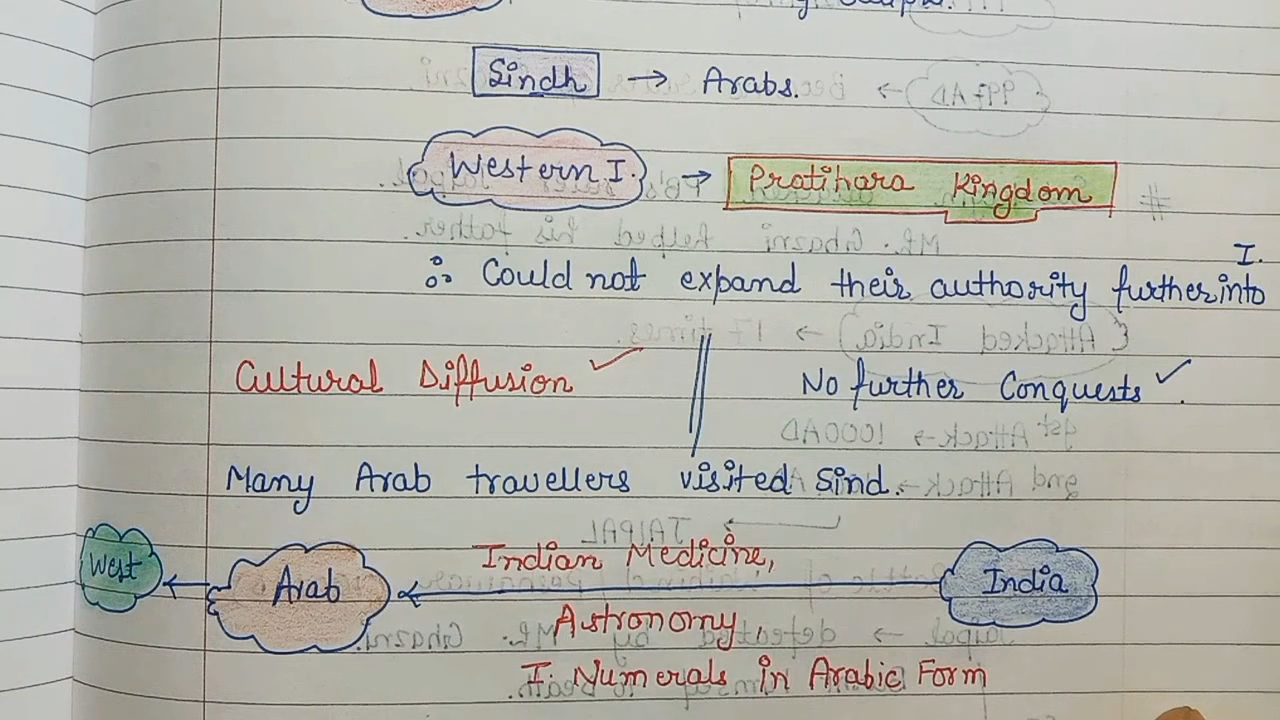 Sindh → Arabs.
Western I. → Pratihara Kingdom
∴ Could not expand their authority further into I.
Cultural Diffusion ✓ // No further Conquests ✓.
Many Arab travellers visited Sind.
West ← Arab ← India
Indian Medicine,
Astronomy,
I. Numerals in Arabic Form